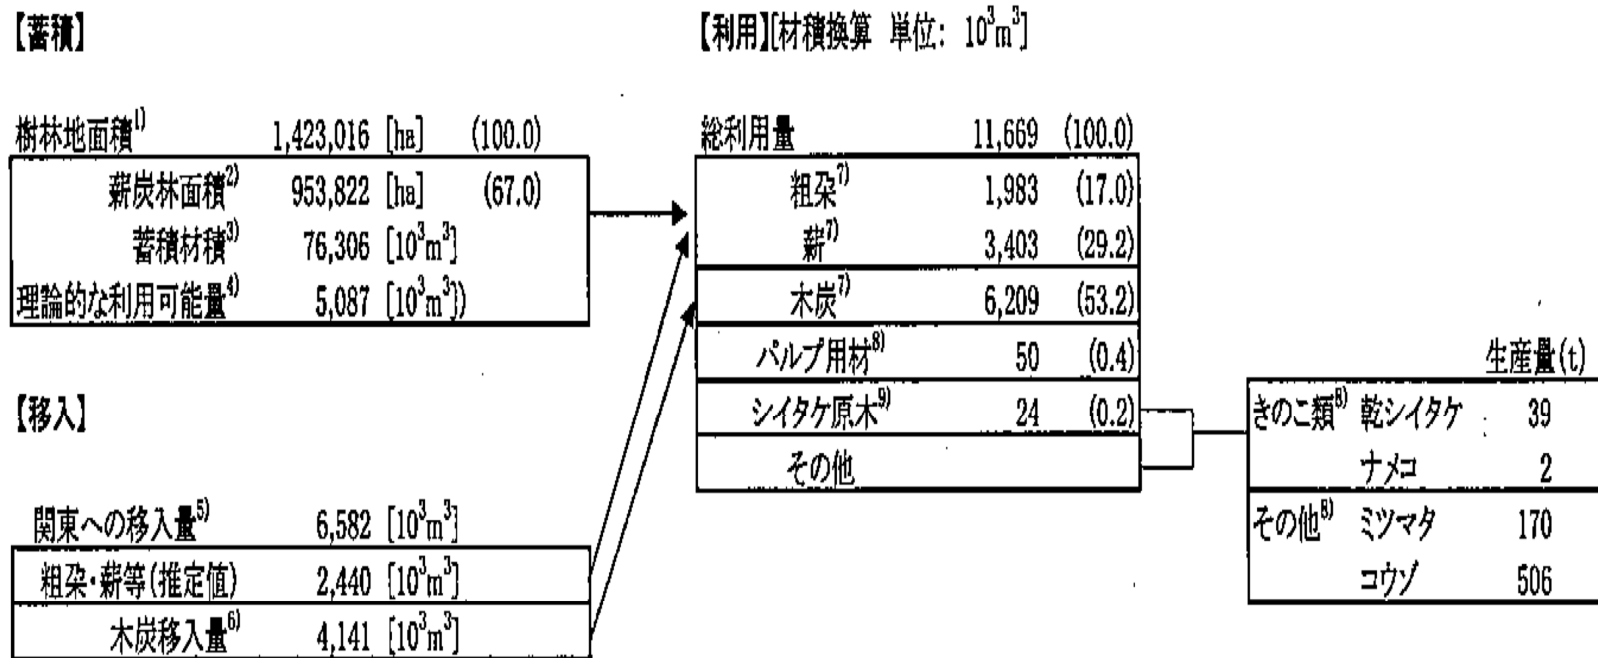 【蓄積】
樹林地面積1) 1,423,016 [ha] (100.0)
薪炭林面積2) 953,822 [ha] (67.0)
蓄積材積3) 76,306 [10³m³]
理論的な利用可能量4) 5,087 [10³m³])
【移入】
関東への移入量5) 6,582 [10³m³]
粗朶・薪等(推定値) 2,440 [10³m³]
木炭移入量6) 4,141 [10³m³]
【利用】[材積換算 単位: 10³m³]
総利用量 11,669 (100.0)
粗朶7) 1,983 (17.0)
薪7) 3,403 (29.2)
木炭7) 6,209 (53.2)
パルプ用材8) 50 (0.4)
シイタケ原木9) 24 (0.2)
その他
生産量(t)
きのこ類8) 乾シイタケ 39
ナメコ 2
その他8) ミツマタ 170
コウゾ 506